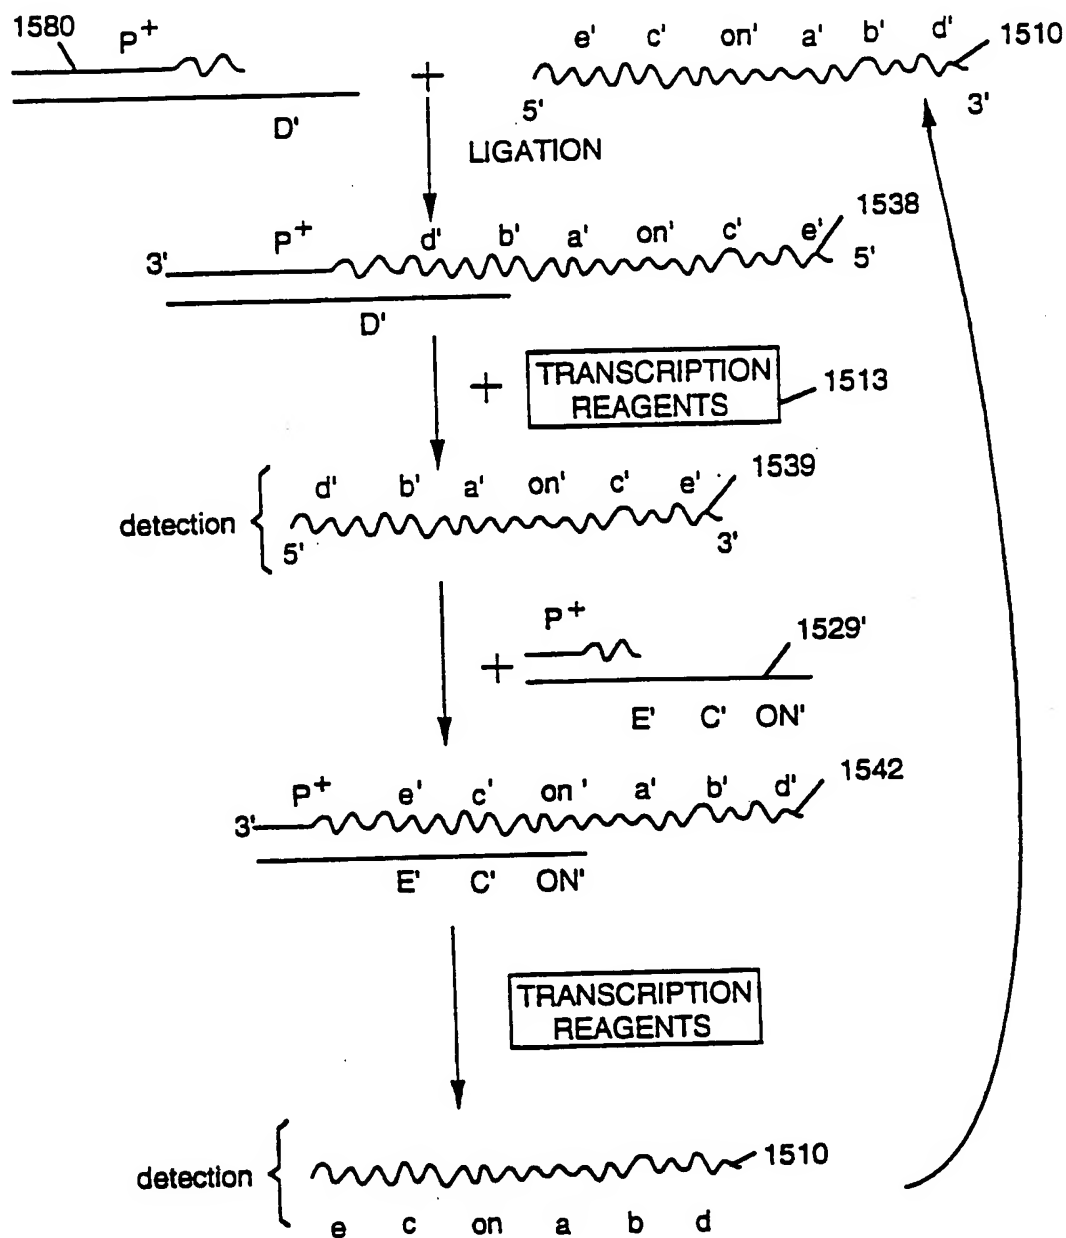 1580 P+ e' c' on' a' b' d' 1510
+
5' 3'
D'
LIGATION
1538
3' P+ d' b' a' on' c' e' 5'
D'
+ TRANSCRIPTION
REAGENTS 1513
d' b' a' on' c' e' 1539
detection
5' 3'
P+ 1529'
+
E' C' ON'
3' P+ e' c' on' a' b' d' 1542
E' C' ON'
TRANSCRIPTION
REAGENTS
detection 1510
e c on a b d